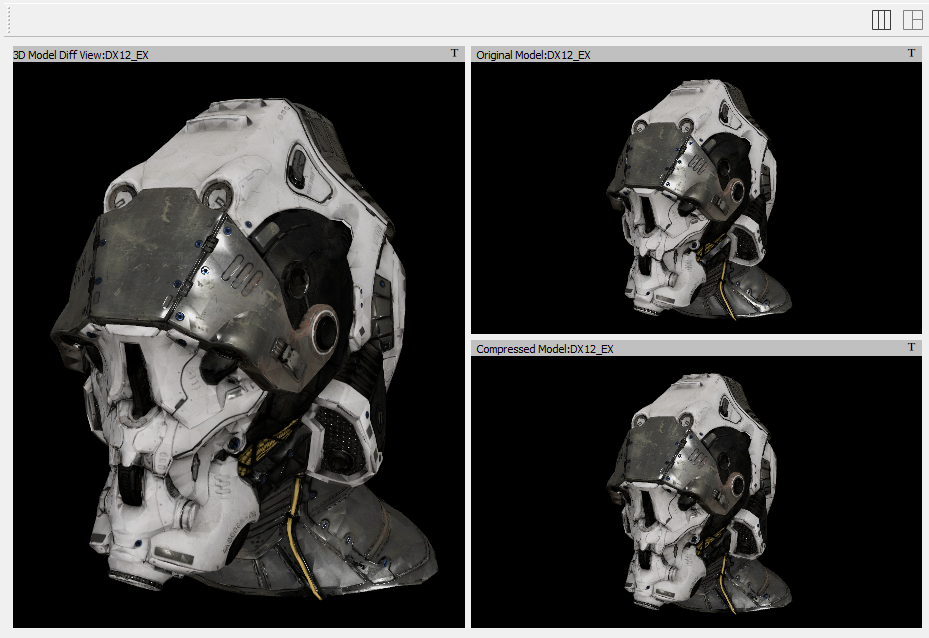 3D Model Diff View:DX12_EX T
Original Model:DX12_EX T
Compressed Model:DX12_EX T